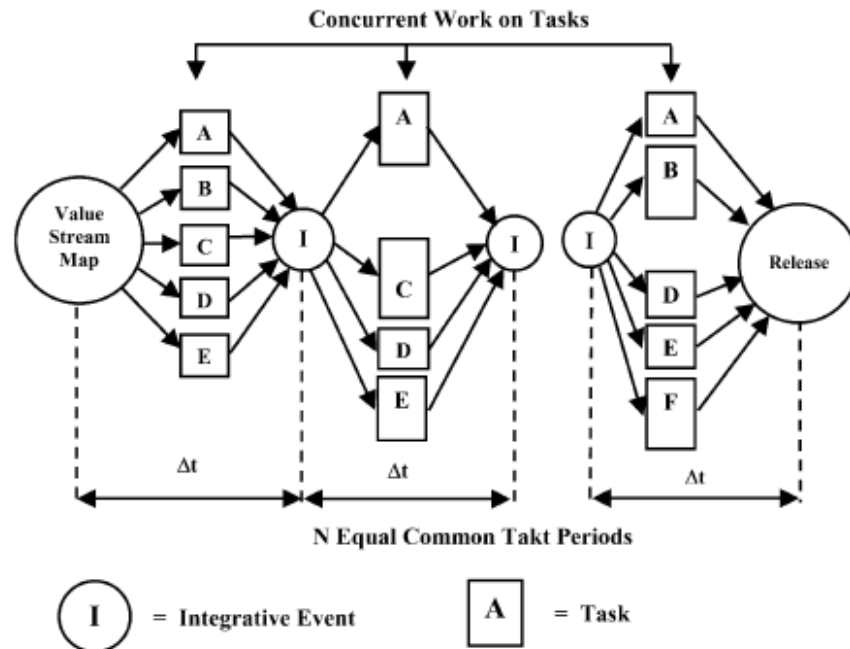 Concurrent Work on Tasks
A
B
C
D
E
A
C
D
E
A
B
D
E
F
Value
Stream
Map
I
I
I
Release
Δt
Δt
Δt
N Equal Common Takt Periods
I = Integrative Event
A = Task